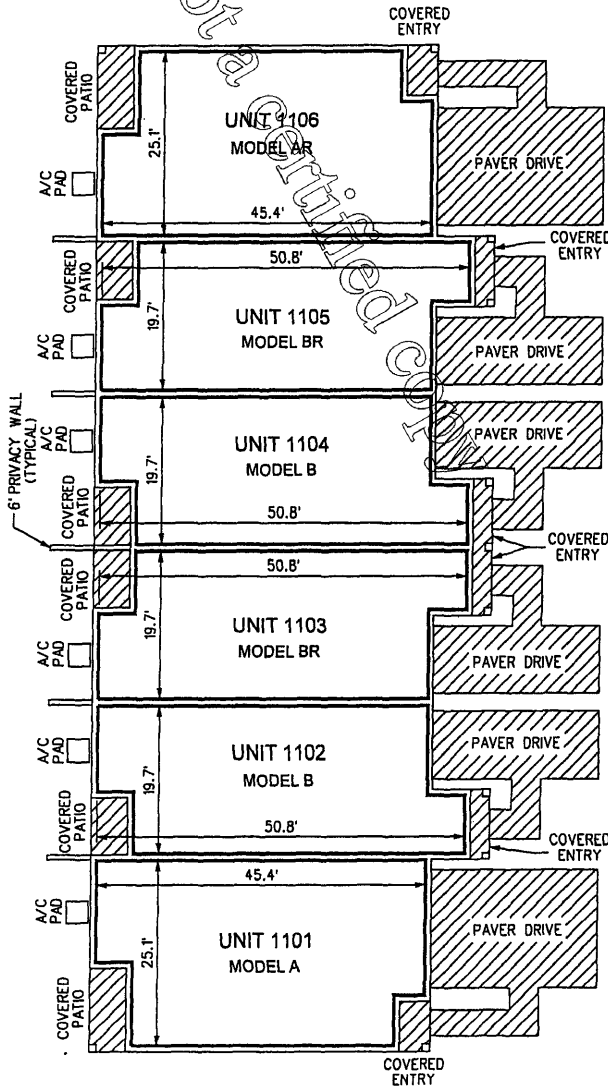 COVERED
ENTRY
COVERED
PATIO
UNIT 1106
MODEL AR
25.1'
45.4'
A/C
PAD
PAVER DRIVE
COVERED
ENTRY
COVERED
PATIO
50.8'
19.7'
UNIT 1105
MODEL BR
A/C
PAD
PAVER DRIVE
6' PRIVACY WALL
(TYPICAL)
A/C
PAD
UNIT 1104
MODEL B
19.7'
PAVER DRIVE
COVERED
PATIO
50.8'
COVERED
ENTRY
COVERED
PATIO
50.8'
19.7'
UNIT 1103
MODEL BR
A/C
PAD
PAVER DRIVE
A/C
PAD
UNIT 1102
MODEL B
19.7'
PAVER DRIVE
COVERED
PATIO
50.8'
COVERED
ENTRY
45.4'
A/C
PAD
25.1'
UNIT 1101
MODEL A
PAVER DRIVE
COVERED
PATIO
COVERED
ENTRY
not a certified copy